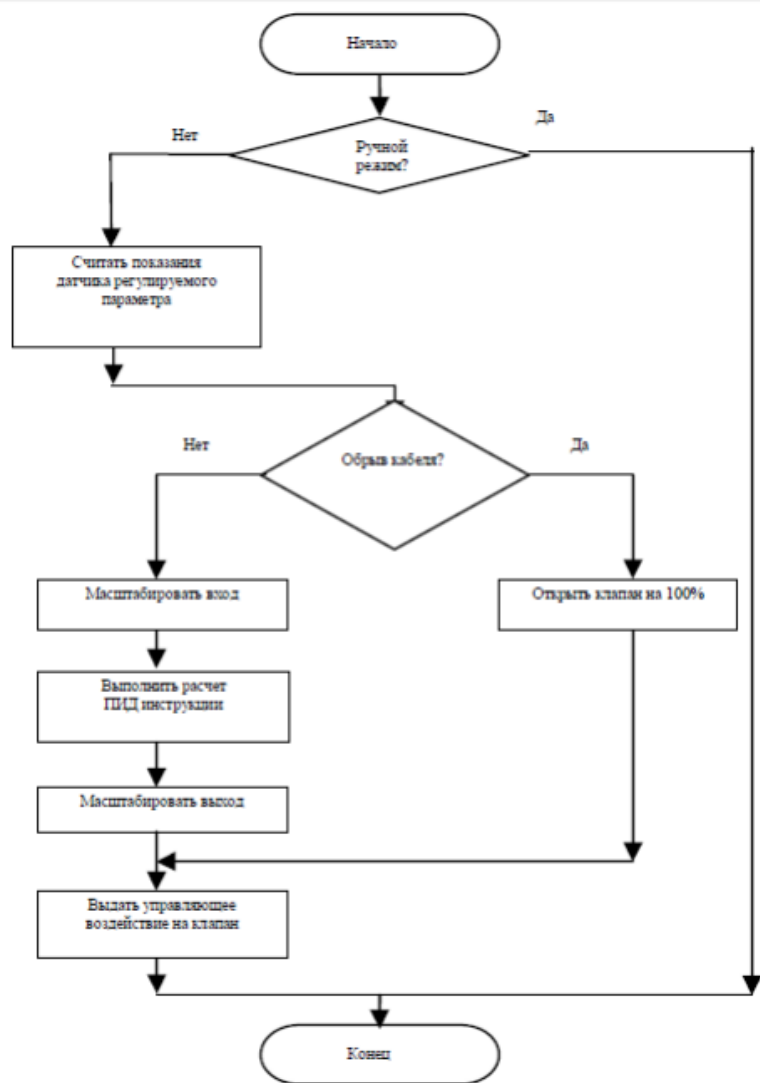 Начало
Да
Нет
Ручной
режим?
Считать показания
датчика регулируемого
параметра
Нет
Обрыв кабеля?
Да
Масштабировать вход
Открыть клапан на 100%
Выполнить расчет
ПИД инструкции
Масштабировать выход
Выдать управляющее
воздействие на клапан
Конец